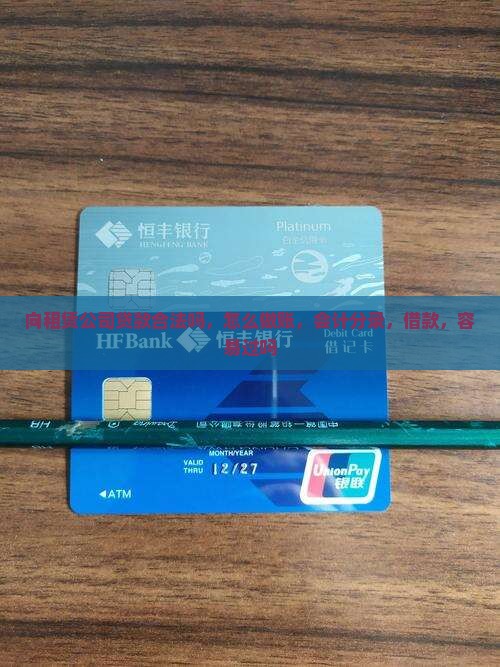 恒丰银行
HENGFENG BANK
Platinum
白金信用卡
向租赁公司贷款合法吗，怎么做账，会计分录，借款，容
易过吗
HFBank 恒丰银行
Debit Card
借记卡
MONTH/YEAR
VALID THRU 12/27
ATM
UnionPay
银联